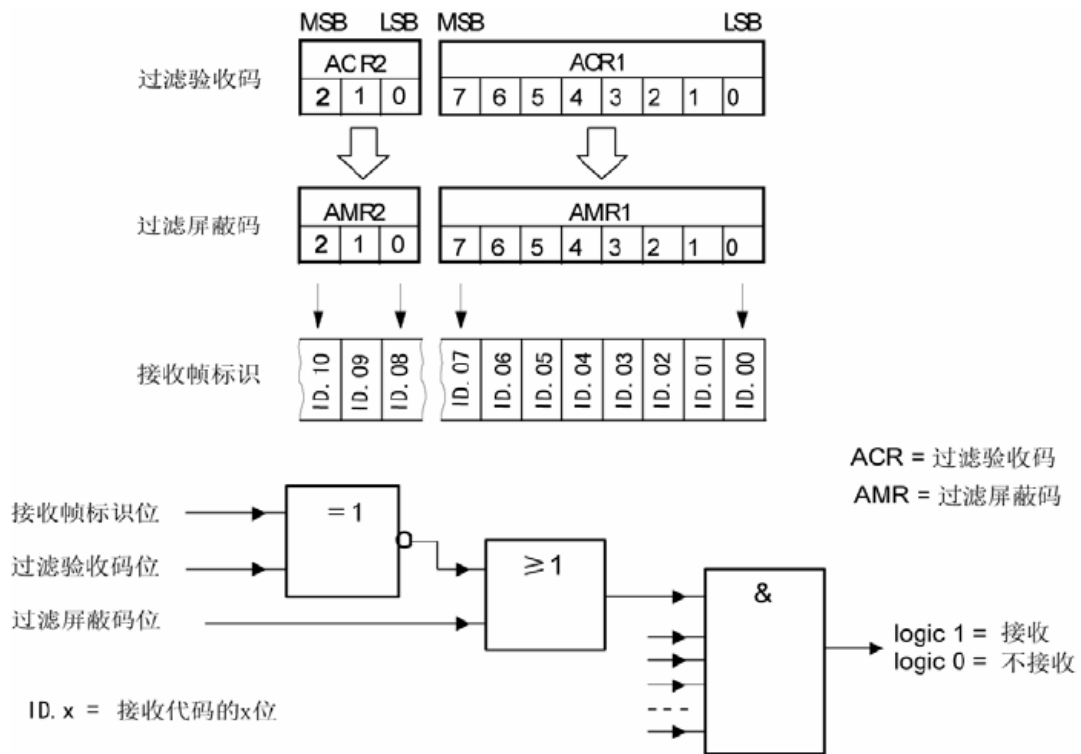 MSB LSB MSB LSB
过滤验收码
ACR2 ACR1
2 1 0 7 6 5 4 3 2 1 0
过滤屏蔽码
AMR2 AMR1
2 1 0 7 6 5 4 3 2 1 0
接收帧标识
ID. 10 ID. 09 ID. 08 ID. 07 ID. 06 ID. 05 ID. 04 ID. 03 ID. 02 ID. 01 ID. 00
ACR = 过滤验收码
AMR = 过滤屏蔽码
接收帧标识位
= 1
过滤验收码位
≥1
&
过滤屏蔽码位
logic 1 = 接收
logic 0 = 不接收
ID. x = 接收代码的x位